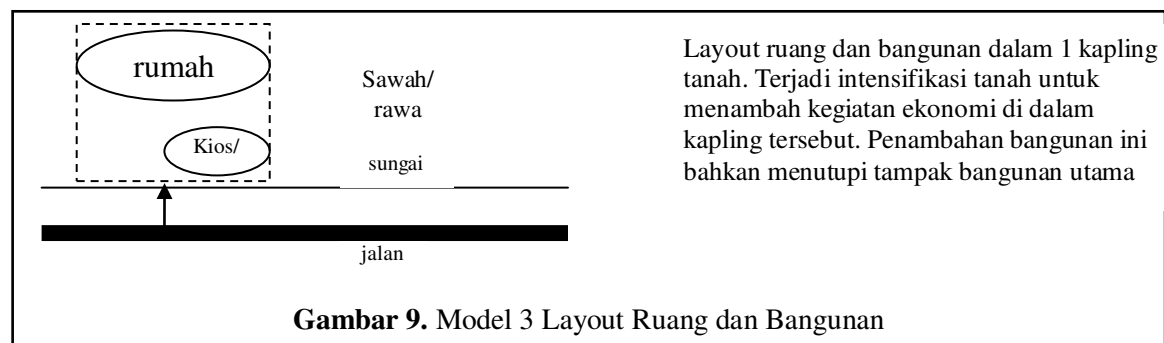 rumah
Kios/
Sawah/
rawa
sungai
jalan
Layout ruang dan bangunan dalam 1 kapling
tanah. Terjadi intensifikasi tanah untuk
menambah kegiatan ekonomi di dalam
kapling tersebut. Penambahan bangunan ini
bahkan menutupi tampak bangunan utama
Gambar 9. Model 3 Layout Ruang dan Bangunan